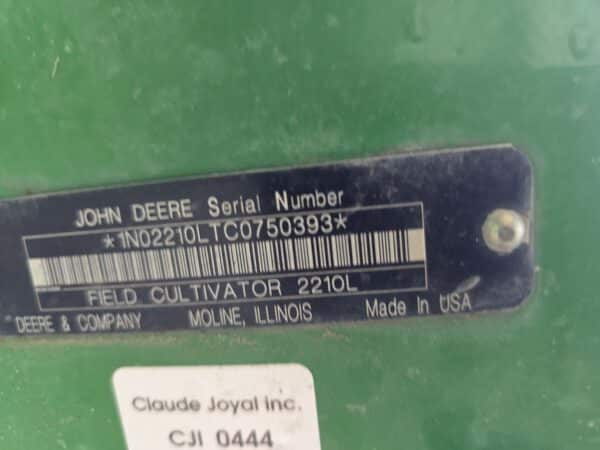 JOHN DEERE Serial Number
*1N02210LTC0750393*
FIELD CULTIVATOR 2210L
DEERE & COMPANY MOLINE, ILLINOIS Made In USA
Claude Joyal Inc.
CJI 0444